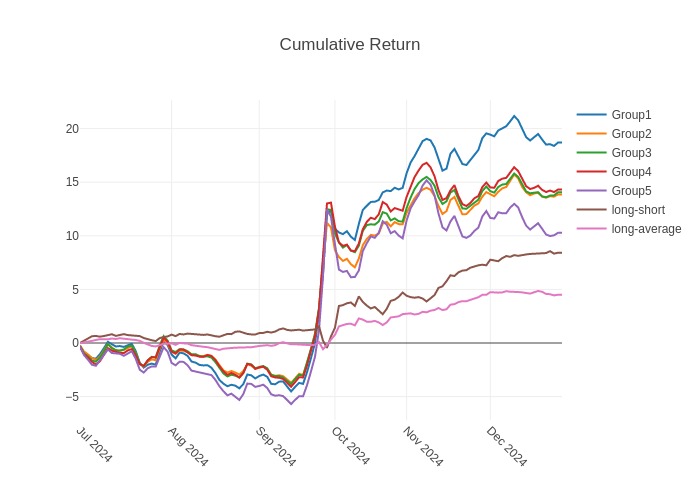 Cumulative Return
20
15
10
5
0
−5
Jul 2024
Aug 2024
Sep 2024
Oct 2024
Nov 2024
Dec 2024
Group1
Group2
Group3
Group4
Group5
long-short
long-average